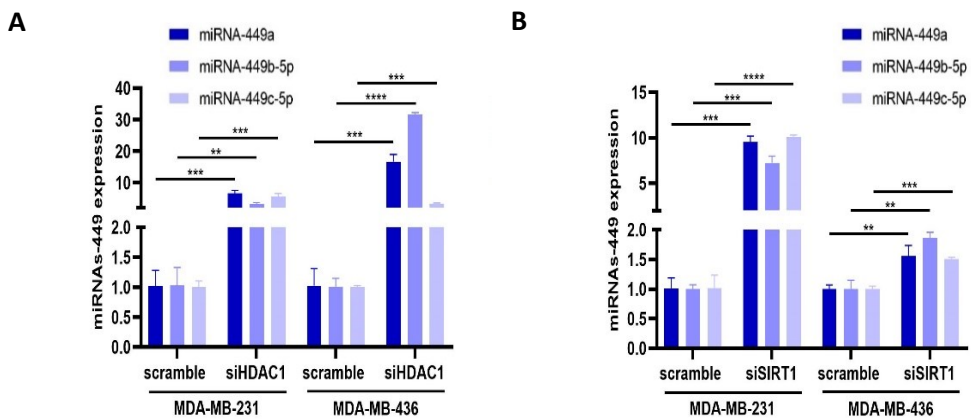 A
miRNA-449a
miRNA-449b-5p
miRNA-449c-5p
miRNAs-449 expression
40
30
20
10
2.0
1.5
1.0
0.5
0.0
***
**
***
***
****
***
scramble siHDAC1 scramble siHDAC1
MDA-MB-231 MDA-MB-436
B
miRNA-449a
miRNA-449b-5p
miRNA-449c-5p
miRNAs-449 expression
15
10
5
2.0
1.5
1.0
0.5
0.0
****
***
***
***
**
**
scramble siSIRT1 scramble siSIRT1
MDA-MB-231 MDA-MB-436